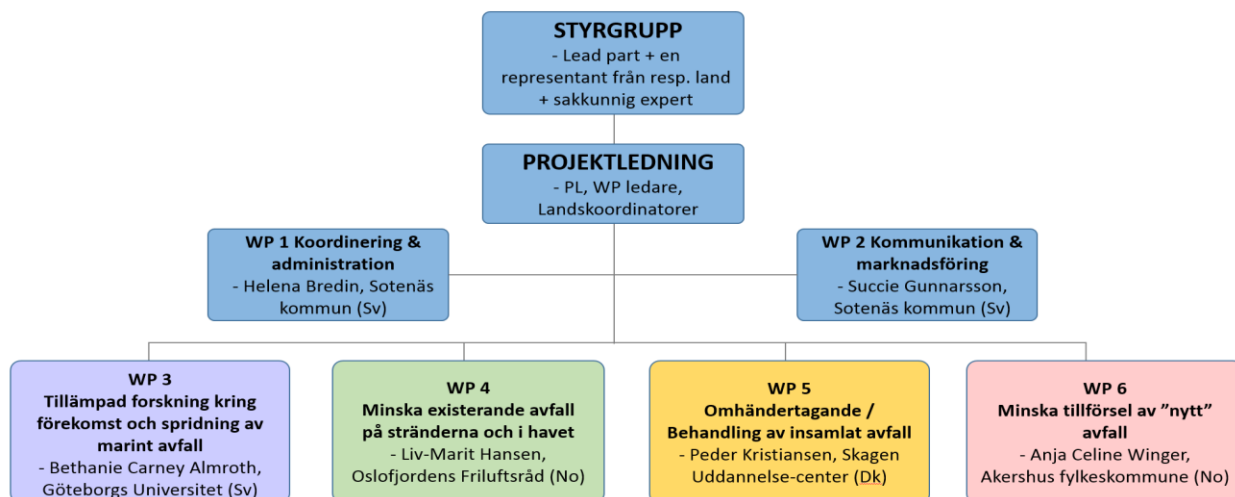 STYRGRUPP
- Lead part + en
representant från resp. land
+ sakkunnig expert
PROJEKTLEDNING
- PL, WP ledare,
Landskoordinatorer
WP 1 Koordinering &
administration
- Helena Bredin, Sotenäs
kommun (Sv)
WP 2 Kommunikation &
marknadsföring
- Succie Gunnarsson,
Sotenäs kommun (Sv)
WP 3
Tillämpad forskning kring
förekomst och spridning av
marint avfall
- Bethanie Carney Almroth,
Göteborgs Universitet (Sv)
WP 4
Minska existerande avfall
på stränderna och i havet
- Liv-Marit Hansen,
Oslofjordens Friluftsråd (No)
WP 5
Omhändertagande /
Behandling av insamlat avfall
- Peder Kristiansen, Skagen
Uddannelse-center (Dk)
WP 6
Minska tillförsel av ”nytt”
avfall
- Anja Celine Winger,
Akershus fylkeskommune (No)